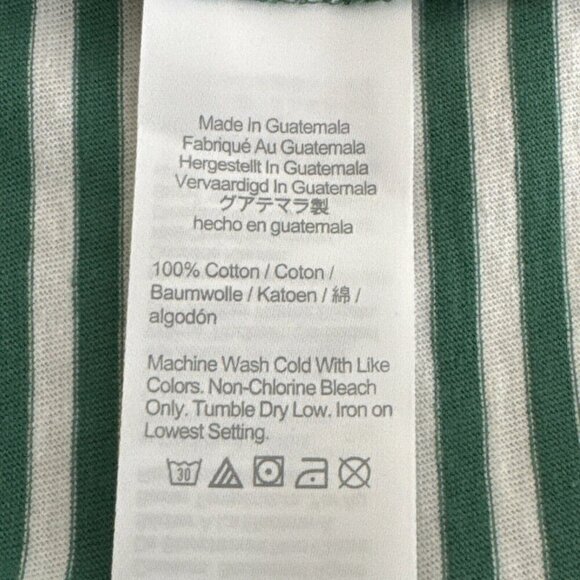 Made In Guatemala
Fabriqué Au Guatemala
Hergestellt In Guatemala
Vervaardigd In Guatemala
グアテマラ製
hecho en guatemala
100% Cotton / Coton /
Baumwolle / Katoen / 綿 /
algodón
Machine Wash Cold With Like
Colors. Non-Chlorine Bleach
Only. Tumble Dry Low. Iron on
Lowest Setting.
30